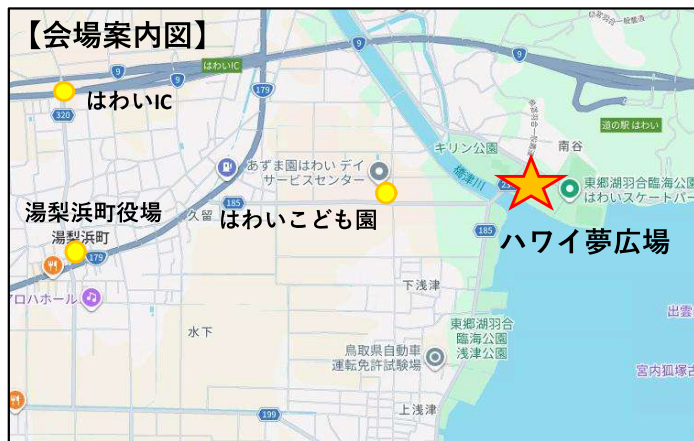 【会場案内図】
9
はわいIC
9
9
はわいIC
320
179
キリン公園
南谷
道の駅 はわい
あずま園はわい デイ
サービスセンター
橋津川
東郷湖羽合臨海公園
はわいスケートパー
185
久留
はわいこども園
湯梨浜町役場
湯梨浜町
179
185
ハワイ夢広場
アロハホール
下浅津
水下
東郷湖羽合
臨海公園
浅津公園
出雲
鳥取県自動車
運転免許試験場
宮内狐塚古
上浅津
199